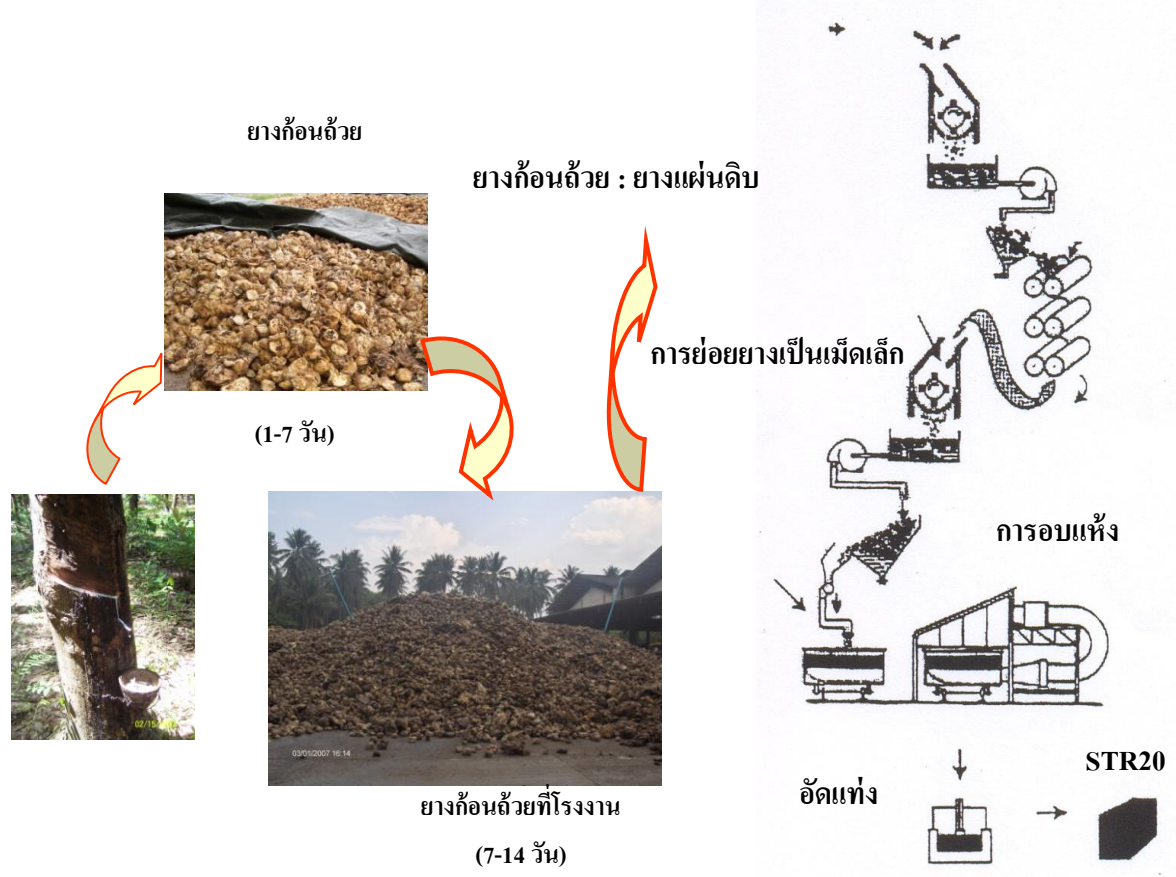 ยางก้อนถ้วย
(1-7 วัน)
02/15/
ยางก้อนถ้วยที่โรงงาน
(7-14 วัน)
03/01/2007 16:14
ยางก้อนถ้วย : ยางแผ่นดิบ
การย่อยยางเป็นเม็ดเล็ก
การอบแห้ง
อัดแท่ง
STR20